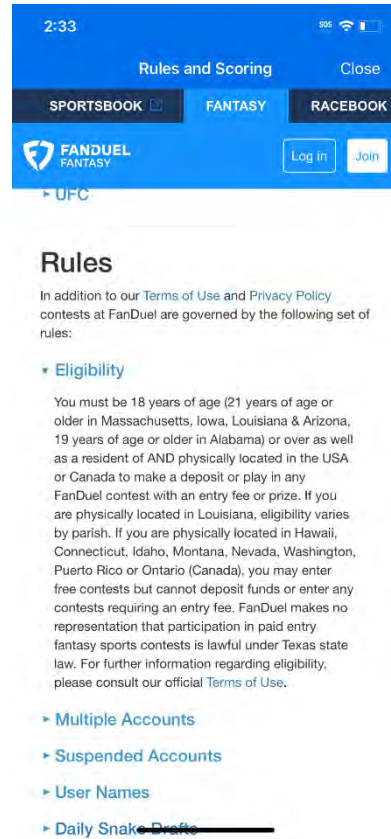 2:33
SOS
Rules and Scoring
Close
SPORTSBOOK
FANTASY
RACEBOOK
FANDUEL
FANTASY
Log in
Join
UFC
Rules
In addition to our Terms of Use and Privacy Policy
contests at FanDuel are governed by the following set of
rules:
Eligibility
You must be 18 years of age (21 years of age or
older in Massachusetts, Iowa, Louisiana & Arizona,
19 years of age or older in Alabama) or over as well
as a resident of AND physically located in the USA
or Canada to make a deposit or play in any
FanDuel contest with an entry fee or prize. If you
are physically located in Louisiana, eligibility varies
by parish. If you are physically located in Hawaii,
Connecticut, Idaho, Montana, Nevada, Washington,
Puerto Rico or Ontario (Canada), you may enter
free contests but cannot deposit funds or enter any
contests requiring an entry fee. FanDuel makes no
representation that participation in paid entry
fantasy sports contests is lawful under Texas state
law. For further information regarding eligibility,
please consult our official Terms of Use.
Multiple Accounts
Suspended Accounts
User Names
Daily Snake Drafts